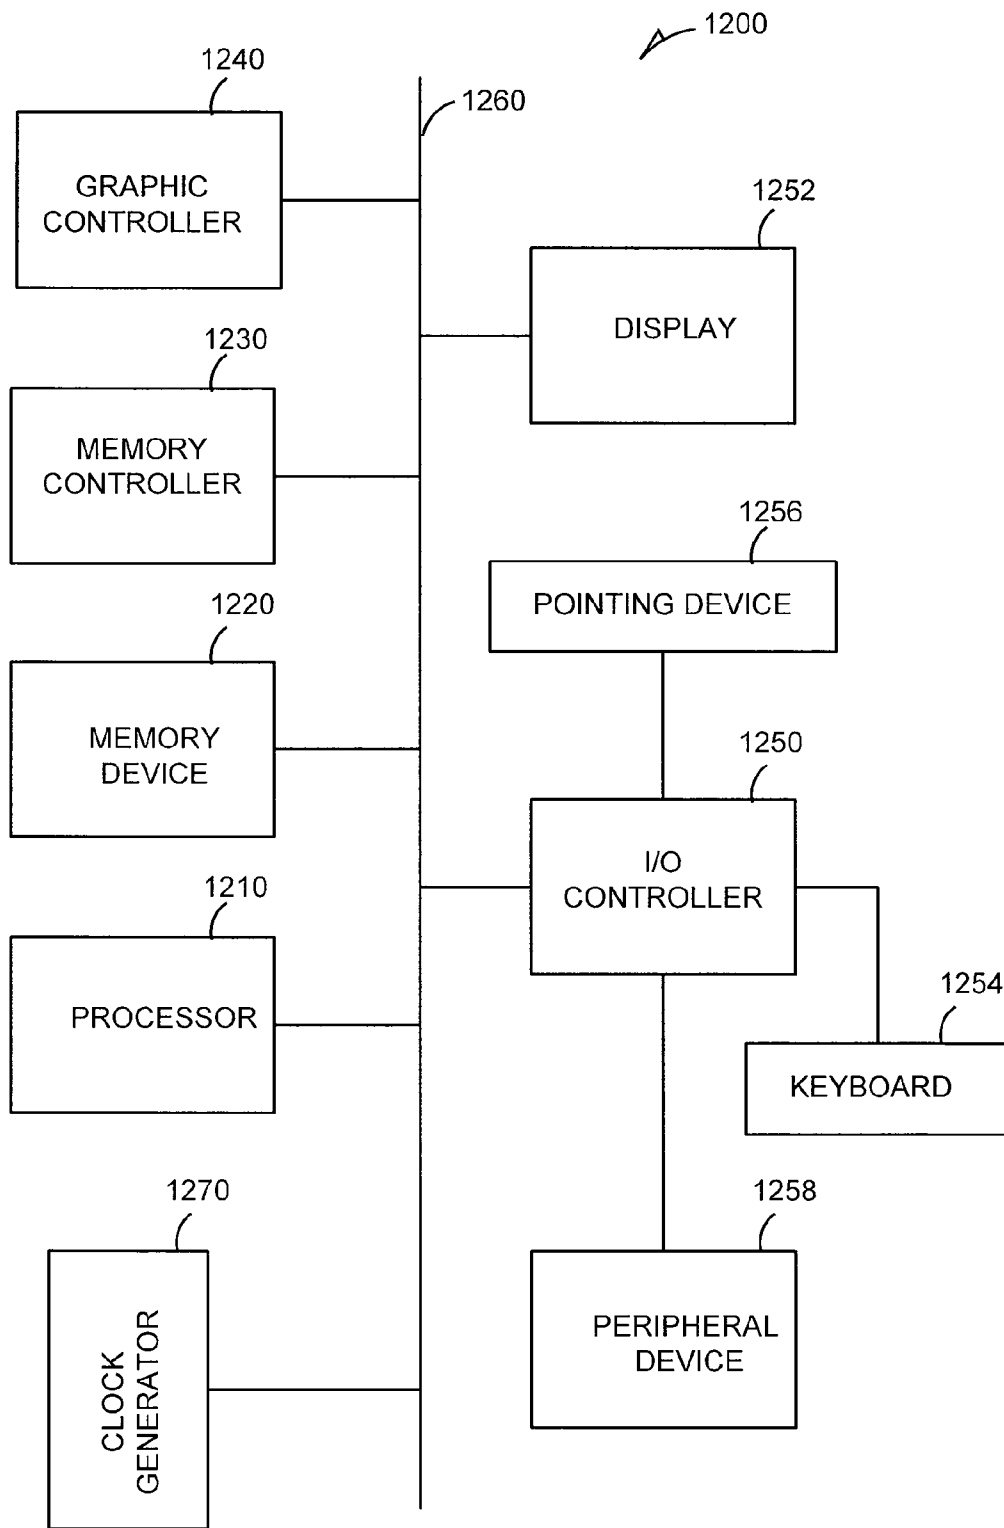 1200
1240
1260
GRAPHIC
CONTROLLER
1252
DISPLAY
1230
MEMORY
CONTROLLER
1256
POINTING DEVICE
1220
MEMORY
DEVICE
1250
I/O
CONTROLLER
1210
PROCESSOR
1254
KEYBOARD
1270
CLOCK
GENERATOR
1258
PERIPHERAL
DEVICE